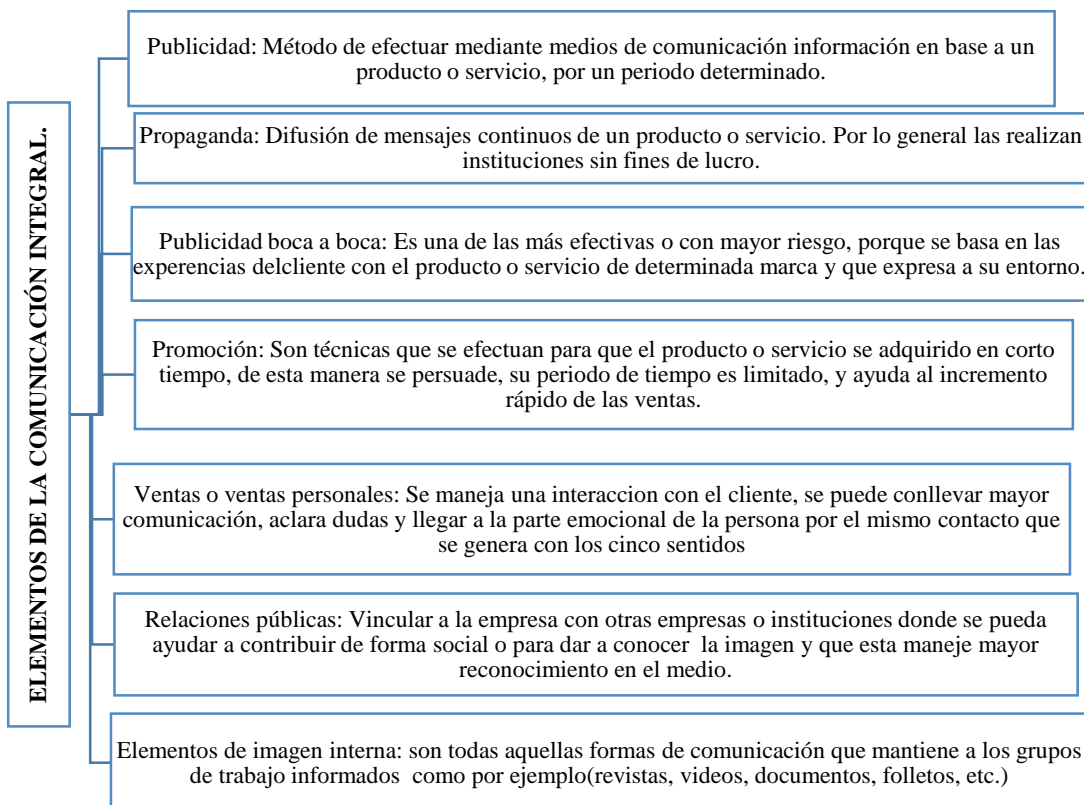 ELEMENTOS DE LA COMUNICACIÓN INTEGRAL.
Publicidad: Método de efectuar mediante medios de comunicación información en base a un
producto o servicio, por un periodo determinado.
Propaganda: Difusión de mensajes continuos de un producto o servicio. Por lo general las realizan
instituciones sin fines de lucro.
Publicidad boca a boca: Es una de las más efectivas o con mayor riesgo, porque se basa en las
experencias delcliente con el producto o servicio de determinada marca y que expresa a su entorno.
Promoción: Son técnicas que se efectuan para que el producto o servicio se adquirido en corto
tiempo, de esta manera se persuade, su periodo de tiempo es limitado, y ayuda al incremento
rápido de las ventas.
Ventas o ventas personales: Se maneja una interaccion con el cliente, se puede conllevar mayor
comunicación, aclara dudas y llegar a la parte emocional de la persona por el mismo contacto que
se genera con los cinco sentidos
Relaciones públicas: Vincular a la empresa con otras empresas o instituciones donde se pueda
ayudar a contribuir de forma social o para dar a conocer  la imagen y que esta maneje mayor
reconocimiento en el medio.
Elementos de imagen interna: son todas aquellas formas de comunicación que mantiene a los grupos
de trabajo informados  como por ejemplo(revistas, videos, documentos, folletos, etc.)